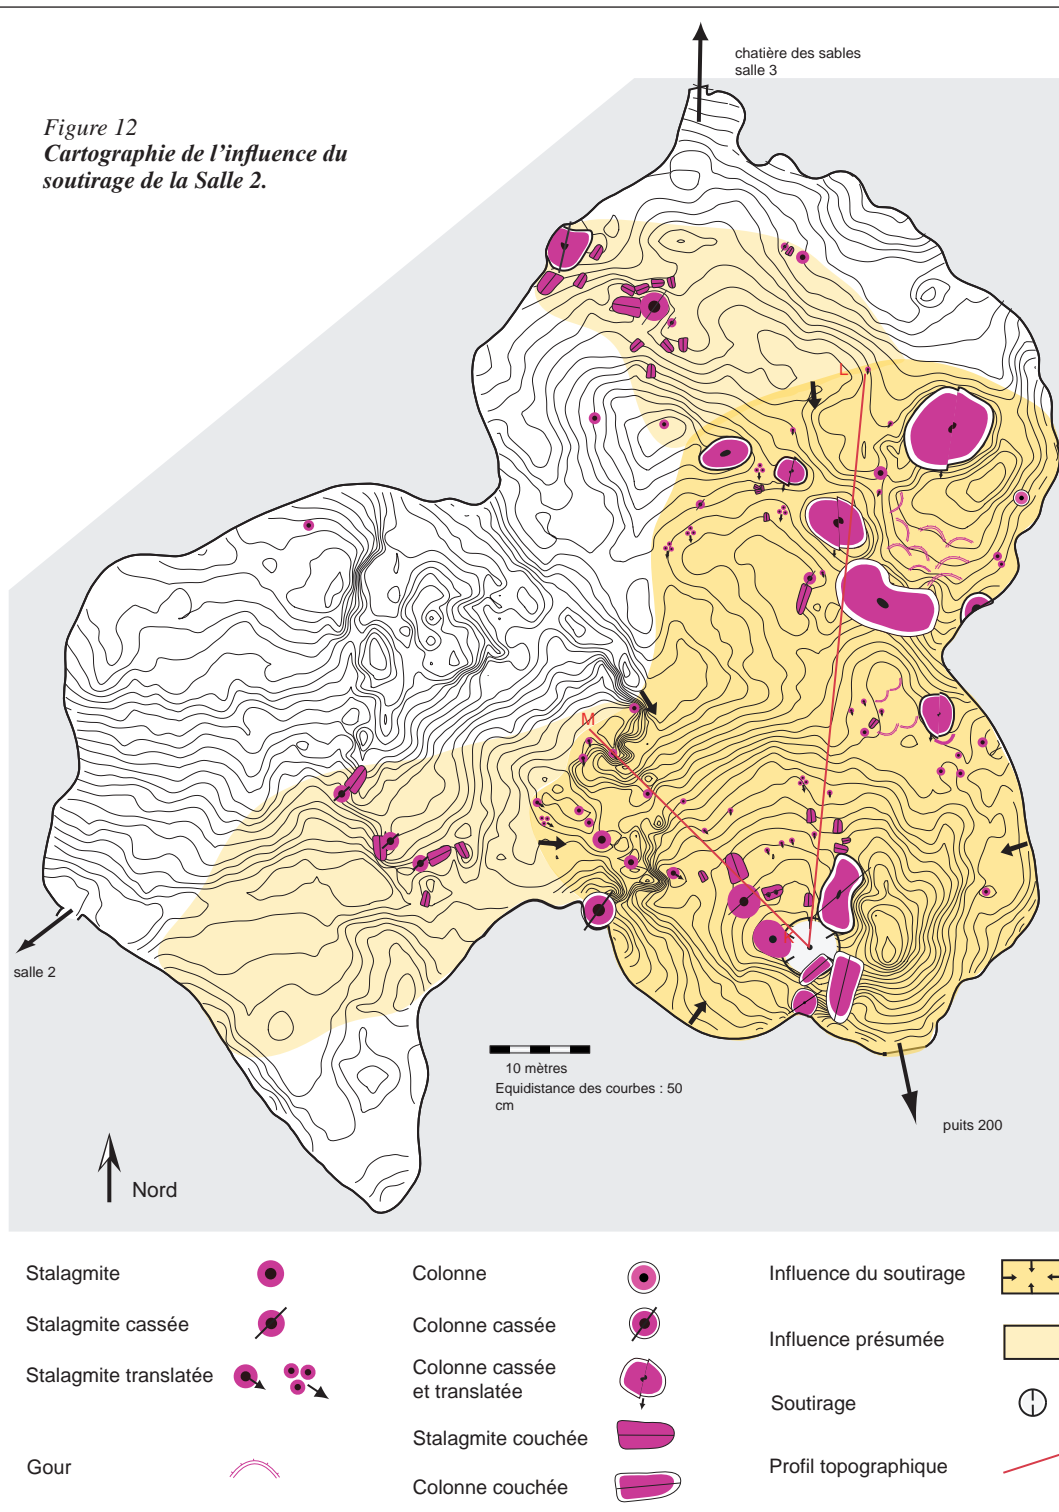 chatière des sables
salle 3
Figure 12
Cartographie de l'influence du
soutirage de la Salle 2.
L
M
salle 2
10 mètres
Equidistance des courbes : 50
cm
puits 200
Nord
Stalagmite
Colonne
Influence du soutirage
Stalagmite cassée
Colonne cassée
Influence présumée
Stalagmite translatée
Colonne cassée
et translatée
Soutirage
Stalagmite couchée
Gour
Colonne couchée
Profil topographique